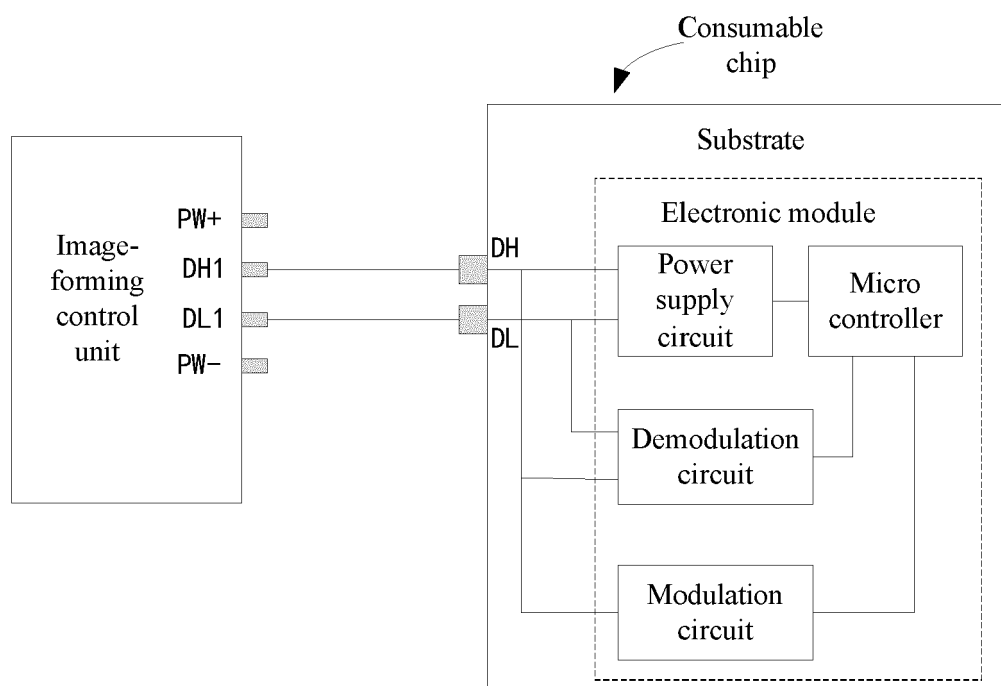 Consumable
chip
Substrate
Electronic module
Image-
forming
control
unit
PW+
DH1
DL1
PW-
DH
DL
Power
supply
circuit
Micro
controller
Demodulation
circuit
Modulation
circuit